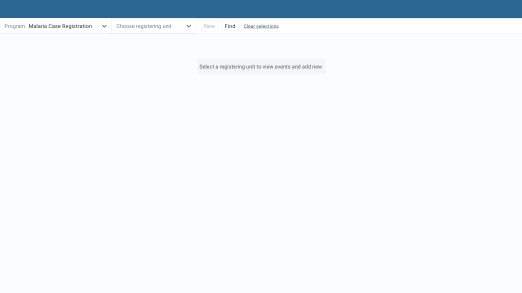 Program Malaria Case Registration Choose registering unit New Find Clear selections
Select a registering unit to view events and add new